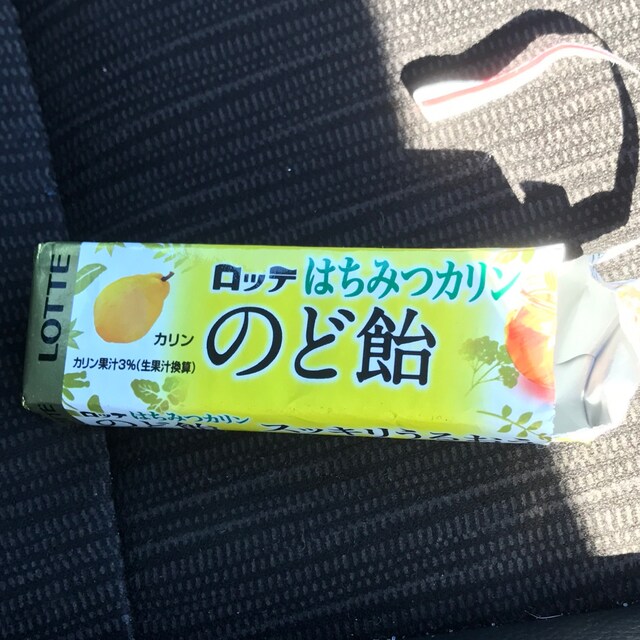 LOTTE
ロッテ はちみつカリン
のど飴
カリン
カリン果汁3%(生果汁換算)
ロッテ はちみつカリン
のど飴 スッキリうるおう